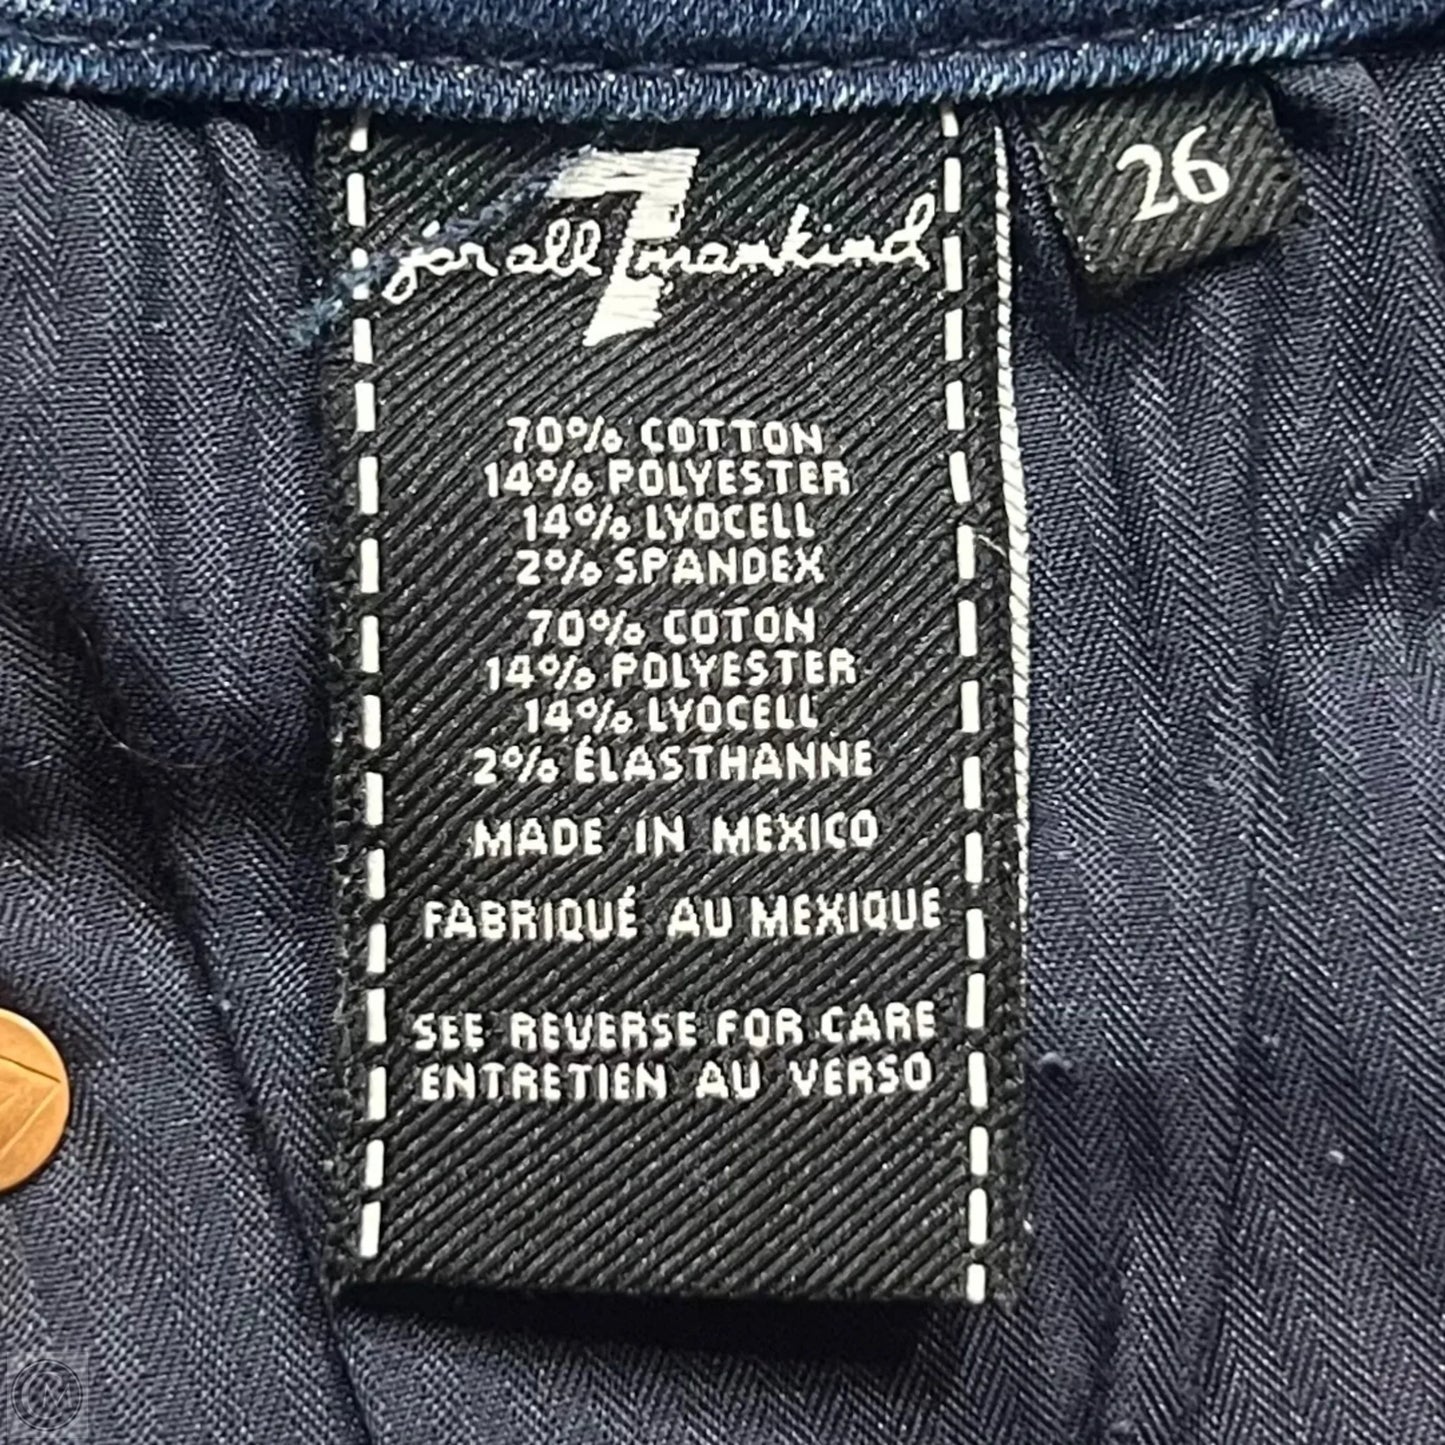 for all 7 mankind
26
70% COTTON
14% POLYESTER
14% LYOCELL
2% SPANDEX
70% COTON
14% POLYESTER
14% LYOCELL
2% ÉLASTHANNE
MADE IN MEXICO
FABRIQUÉ AU MEXIQUE
SEE REVERSE FOR CARE
ENTRETIEN AU VERSO